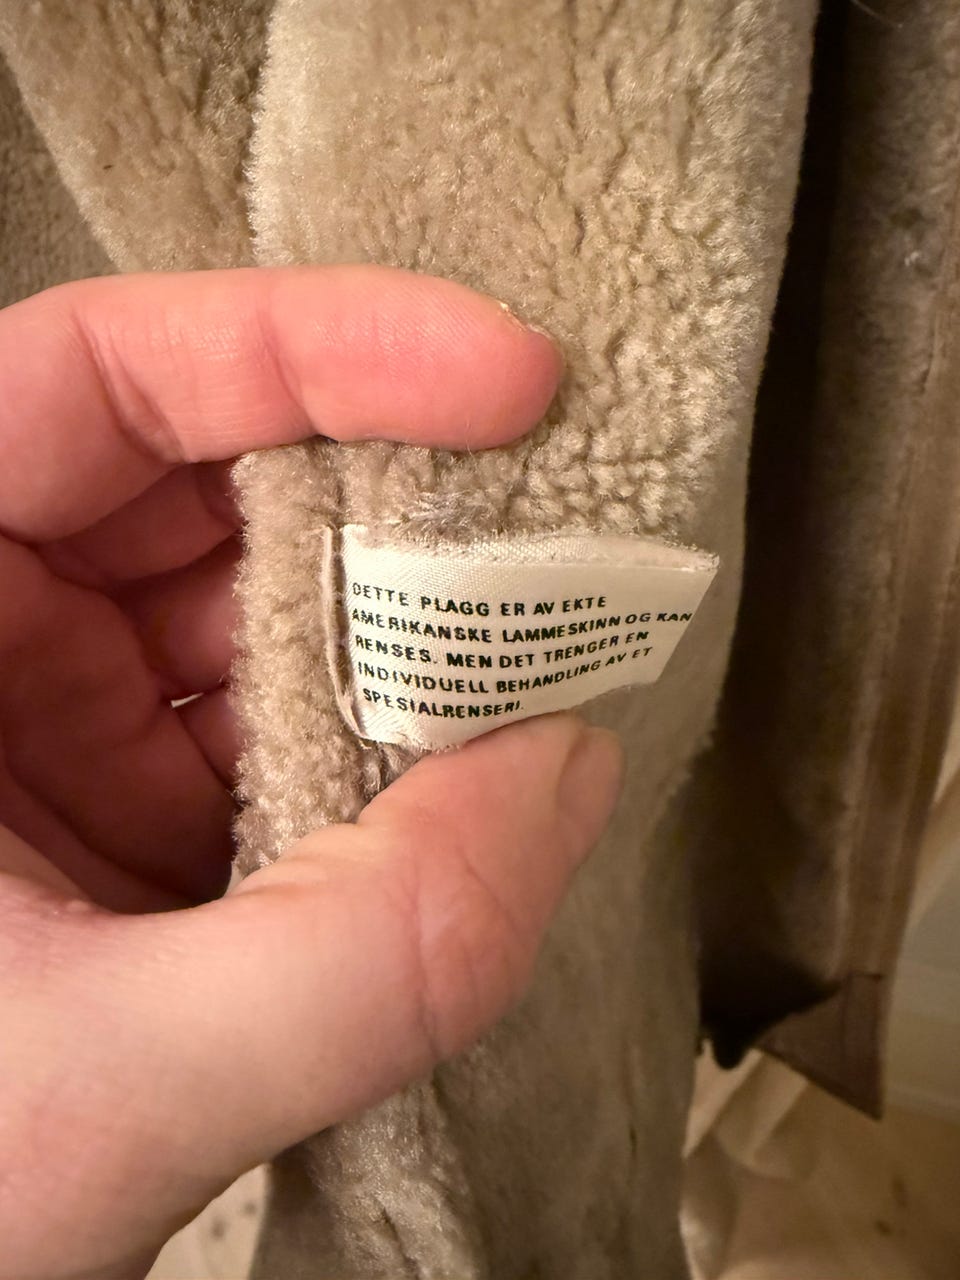 DETTE PLAGG ER AV EKTE
AMERIKANSKE LAMMESKINN OG KAN
RENSES. MEN DET TRENGER EN
INDIVIDUELL BEHANDLING AV ET
SPESIALRENSERI.